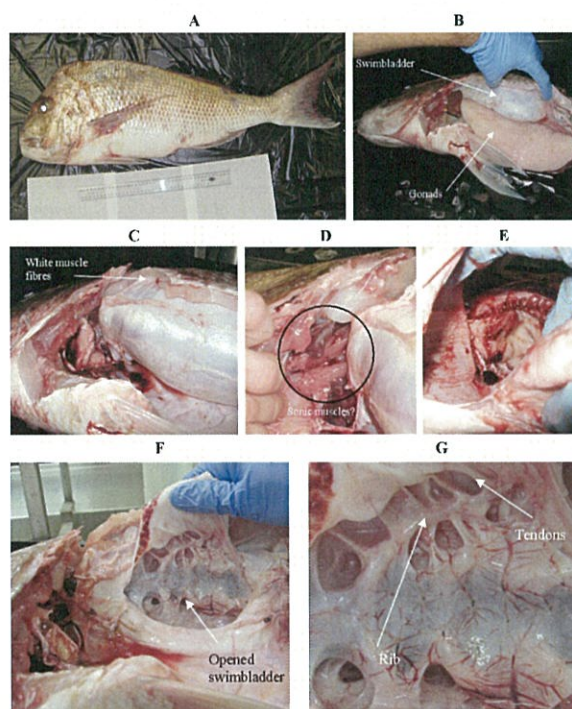 A
B
Swimbladder
Gonads
C
D
E
White muscle
fibres
Sonic muscles?
F
G
Tendons
Rib
Opened
swimbladder